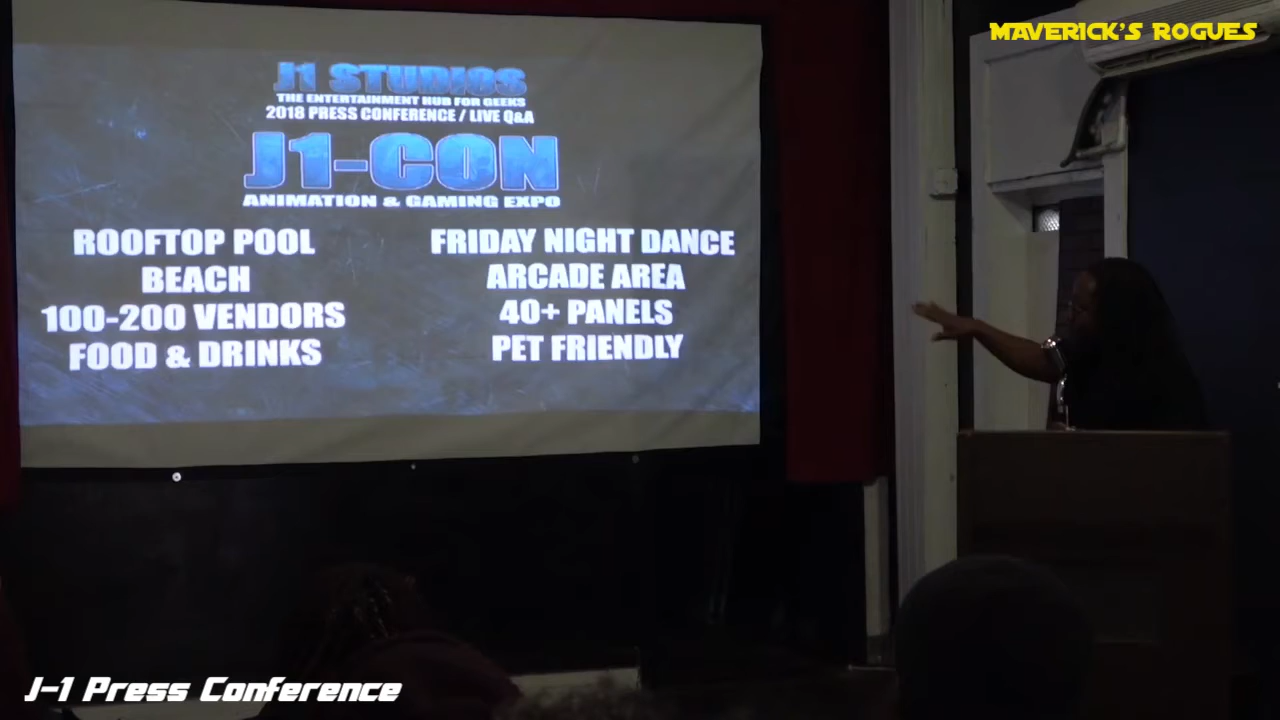 MAVERICK'S ROGUES
J1 STUDIOS
THE ENTERTAINMENT HUB FOR GEEKS
2018 PRESS CONFERENCE / LIVE Q&A
J1-CON
ANIMATION & GAMING EXPO
ROOFTOP POOL
BEACH
100-200 VENDORS
FOOD & DRINKS
FRIDAY NIGHT DANCE
ARCADE AREA
40+ PANELS
PET FRIENDLY
J-1 Press Conference